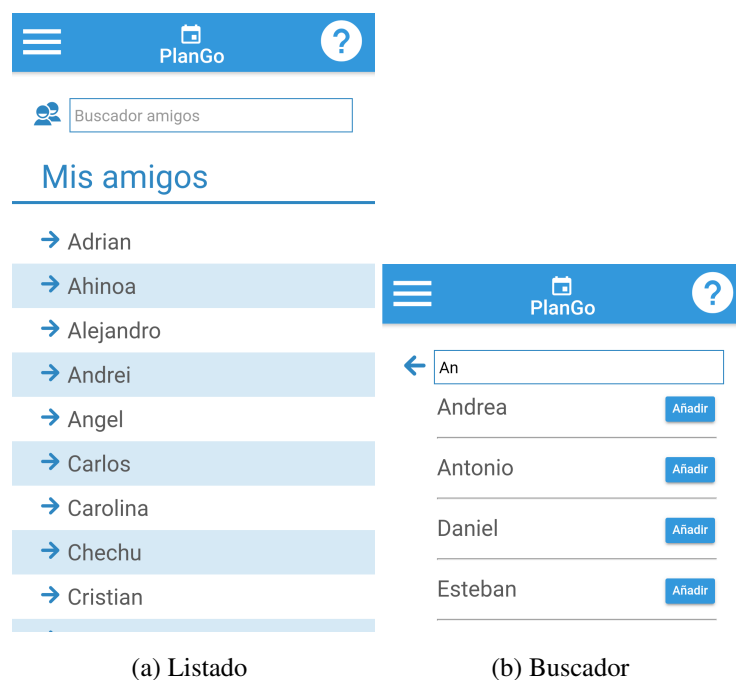 PlanGo
?
Buscador amigos
Mis amigos
Adrian
Ahinoa
Alejandro
Andrei
Angel
Carlos
Carolina
Chechu
Cristian
(a) Listado
PlanGo
?
An
Andrea Añadir
Antonio Añadir
Daniel Añadir
Esteban Añadir
(b) Buscador